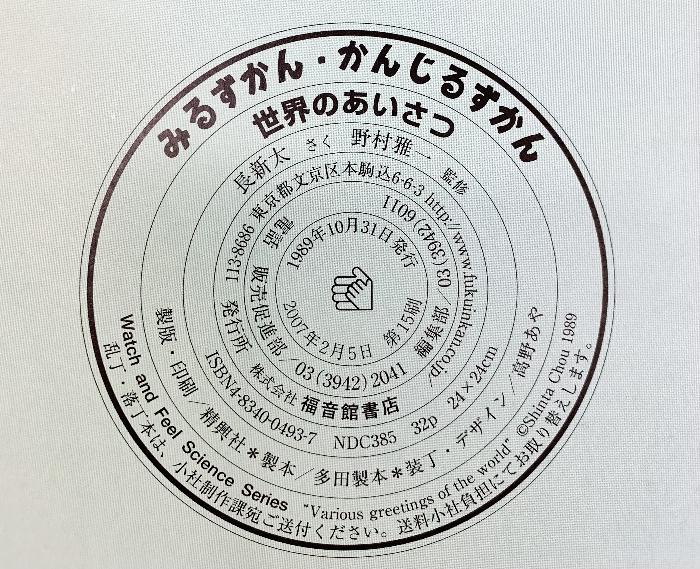 みるずかん・かんじるずかん
世界のあいさつ
長新太 さく 野村雅一 監修
113-8686 東京都文京区本駒込6-6-3 http://www.fukuinkan.co.jp/
発行所 株式会社 福音館書店
電話 販売促進部/03(3942)2041 編集部/03(3942)6011
1989年10月31日発行
2007年2月5日 第15刷
ISBN4-8340-0493-7 NDC385 32p 24×24cm
製版・印刷/精興社*製本/多田製本*装丁・デザイン/高野あや
Watch and Feel Science Series "Various greetings of the world" ©Shinta Chou 1989
乱丁・落丁本は、小社制作課宛ご送付ください。送料小社負担にてお取り替えします。